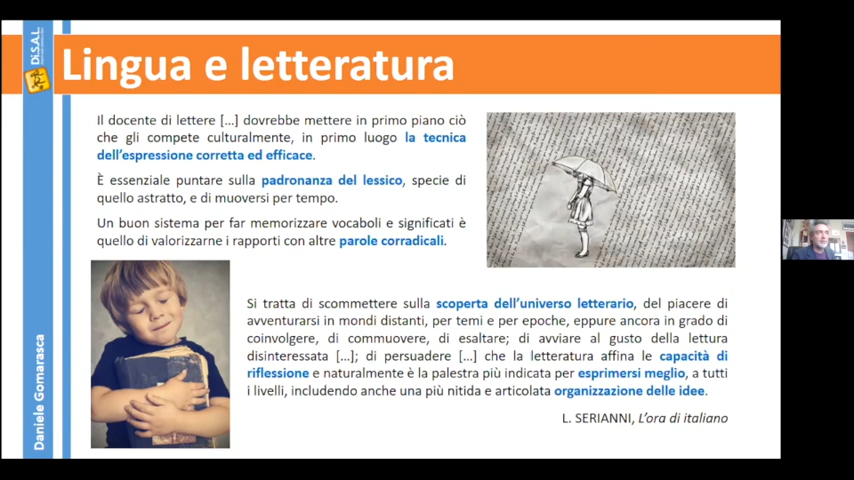 Di.S.A.L.
Lingua e letteratura
Il docente di lettere […] dovrebbe mettere in primo piano ciò
che gli compete culturalmente, in primo luogo la tecnica
dell'espressione corretta ed efficace.
È essenziale puntare sulla padronanza del lessico, specie di
quello astratto, e di muoversi per tempo.
Un buon sistema per far memorizzare vocaboli e significati è
quello di valorizzarne i rapporti con altre parole corradicali.
Si tratta di scommettere sulla scoperta dell'universo letterario, del piacere di
avventurarsi in mondi distanti, per temi e per epoche, eppure ancora in grado di
coinvolgere, di commuovere, di esaltare; di avviare al gusto della lettura
disinteressata […]; di persuadere […] che la letteratura affina le capacità di
riflessione e naturalmente è la palestra più indicata per esprimersi meglio, a tutti
i livelli, includendo anche una più nitida e articolata organizzazione delle idee.
L. SERIANNI, L'ora di italiano
Daniele Gomarasca